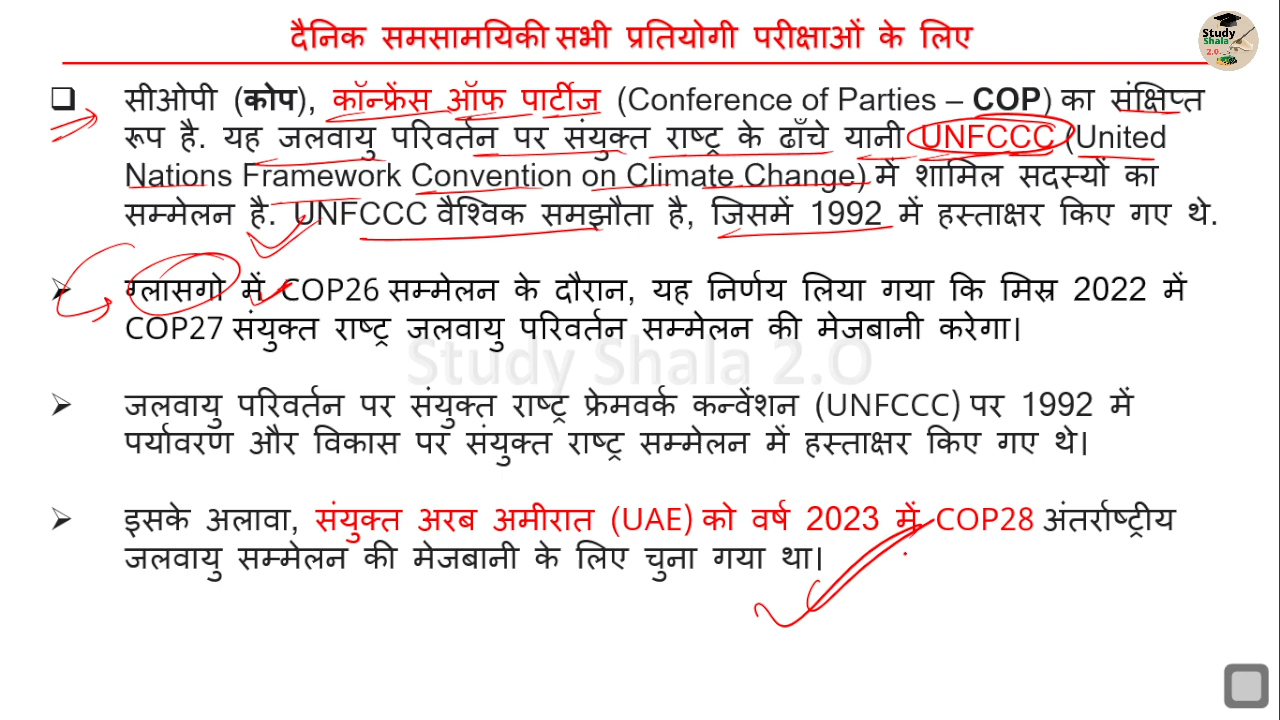 दैनिक समसामयिकी सभी प्रतियोगी परीक्षाओं के लिए
Study
Shala
2.0.
सीओपी (कोप), कॉन्फ्रेंस ऑफ पार्टीज (Conference of Parties – COP) का संक्षिप्त
रूप है. यह जलवायु परिवर्तन पर संयुक्त राष्ट्र के ढाँचे यानी UNFCCC (United
Nations Framework Convention on Climate Change) में शामिल सदस्यों का
सम्मेलन है. UNFCCC वैश्विक समझौता है, जिसमें 1992 में हस्ताक्षर किए गए थे.
ग्लासगो में COP26 सम्मेलन के दौरान, यह निर्णय लिया गया कि मिस्र 2022 में
COP27 संयुक्त राष्ट्र जलवायु परिवर्तन सम्मेलन की मेजबानी करेगा।
Study Shala 2.O
जलवायु परिवर्तन पर संयुक्त राष्ट्र फ्रेमवर्क कन्वेंशन (UNFCCC) पर 1992 में
पर्यावरण और विकास पर संयुक्त राष्ट्र सम्मेलन में हस्ताक्षर किए गए थे।
इसके अलावा, संयुक्त अरब अमीरात (UAE) को वर्ष 2023 में COP28 अंतर्राष्ट्रीय
जलवायु सम्मेलन की मेजबानी के लिए चुना गया था।